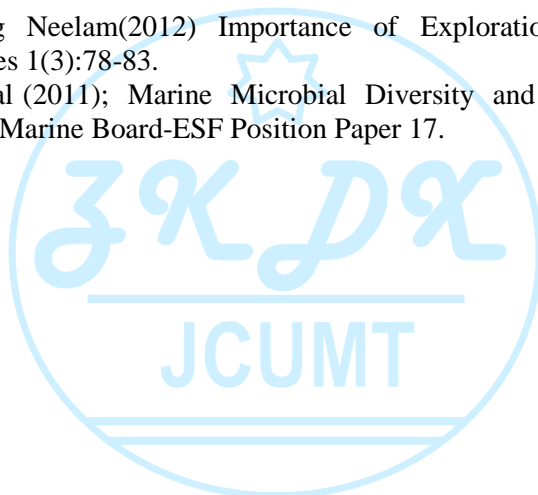 g Neelam(2012) Importance of Exploratio
es 1(3):78-83.
al (2011); Marine Microbial Diversity and
Marine Board-ESF Position Paper 17.
ZKDX
JCUMT